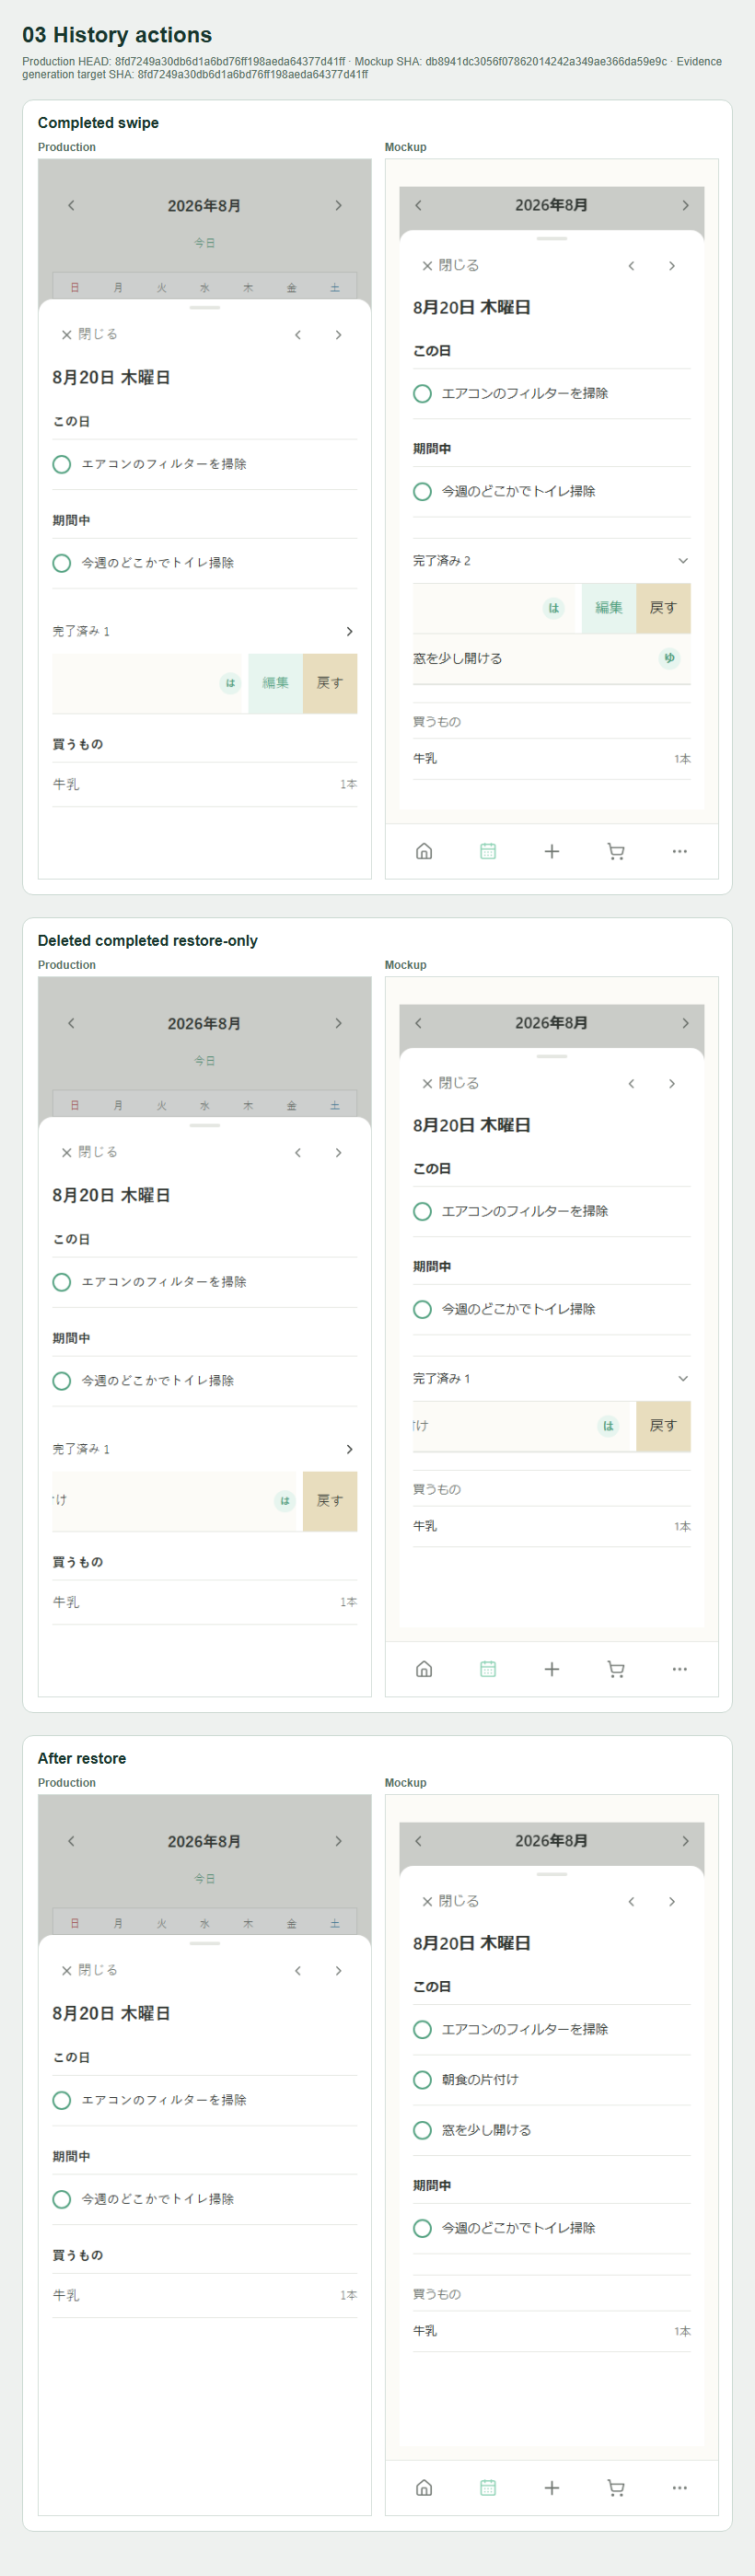 03 History actions
Production HEAD: 8fd7249a30db6d1a6bd76ff198aeda64377d41ff · Mockup SHA: db8941dc3056f07862014242a349ae366da59e9c · Evidence
generation target SHA: 8fd7249a30db6d1a6bd76ff198aeda64377d41ff
Completed swipe
Production
2026年8月
今日
日 月 火 水 木 金 土
閉じる
8月20日 木曜日
この日
エアコンのフィルターを掃除
期間中
今週のどこかでトイレ掃除
完了済み 1
は 編集 戻す
買うもの
牛乳 1本
Mockup
2026年8月
閉じる
8月20日 木曜日
この日
エアコンのフィルターを掃除
期間中
今週のどこかでトイレ掃除
完了済み 2
は 編集 戻す
窓を少し開ける ゆ
買うもの
牛乳 1本
Deleted completed restore-only
Production
2026年8月
今日
日 月 火 水 木 金 土
閉じる
8月20日 木曜日
この日
エアコンのフィルターを掃除
期間中
今週のどこかでトイレ掃除
完了済み 1
け は 戻す
買うもの
牛乳 1本
Mockup
2026年8月
閉じる
8月20日 木曜日
この日
エアコンのフィルターを掃除
期間中
今週のどこかでトイレ掃除
完了済み 1
け は 戻す
買うもの
牛乳 1本
After restore
Production
2026年8月
今日
日 月 火 水 木 金 土
閉じる
8月20日 木曜日
この日
エアコンのフィルターを掃除
期間中
今週のどこかでトイレ掃除
買うもの
牛乳 1本
Mockup
2026年8月
閉じる
8月20日 木曜日
この日
エアコンのフィルターを掃除
朝食の片付け
窓を少し開ける
期間中
今週のどこかでトイレ掃除
買うもの
牛乳 1本